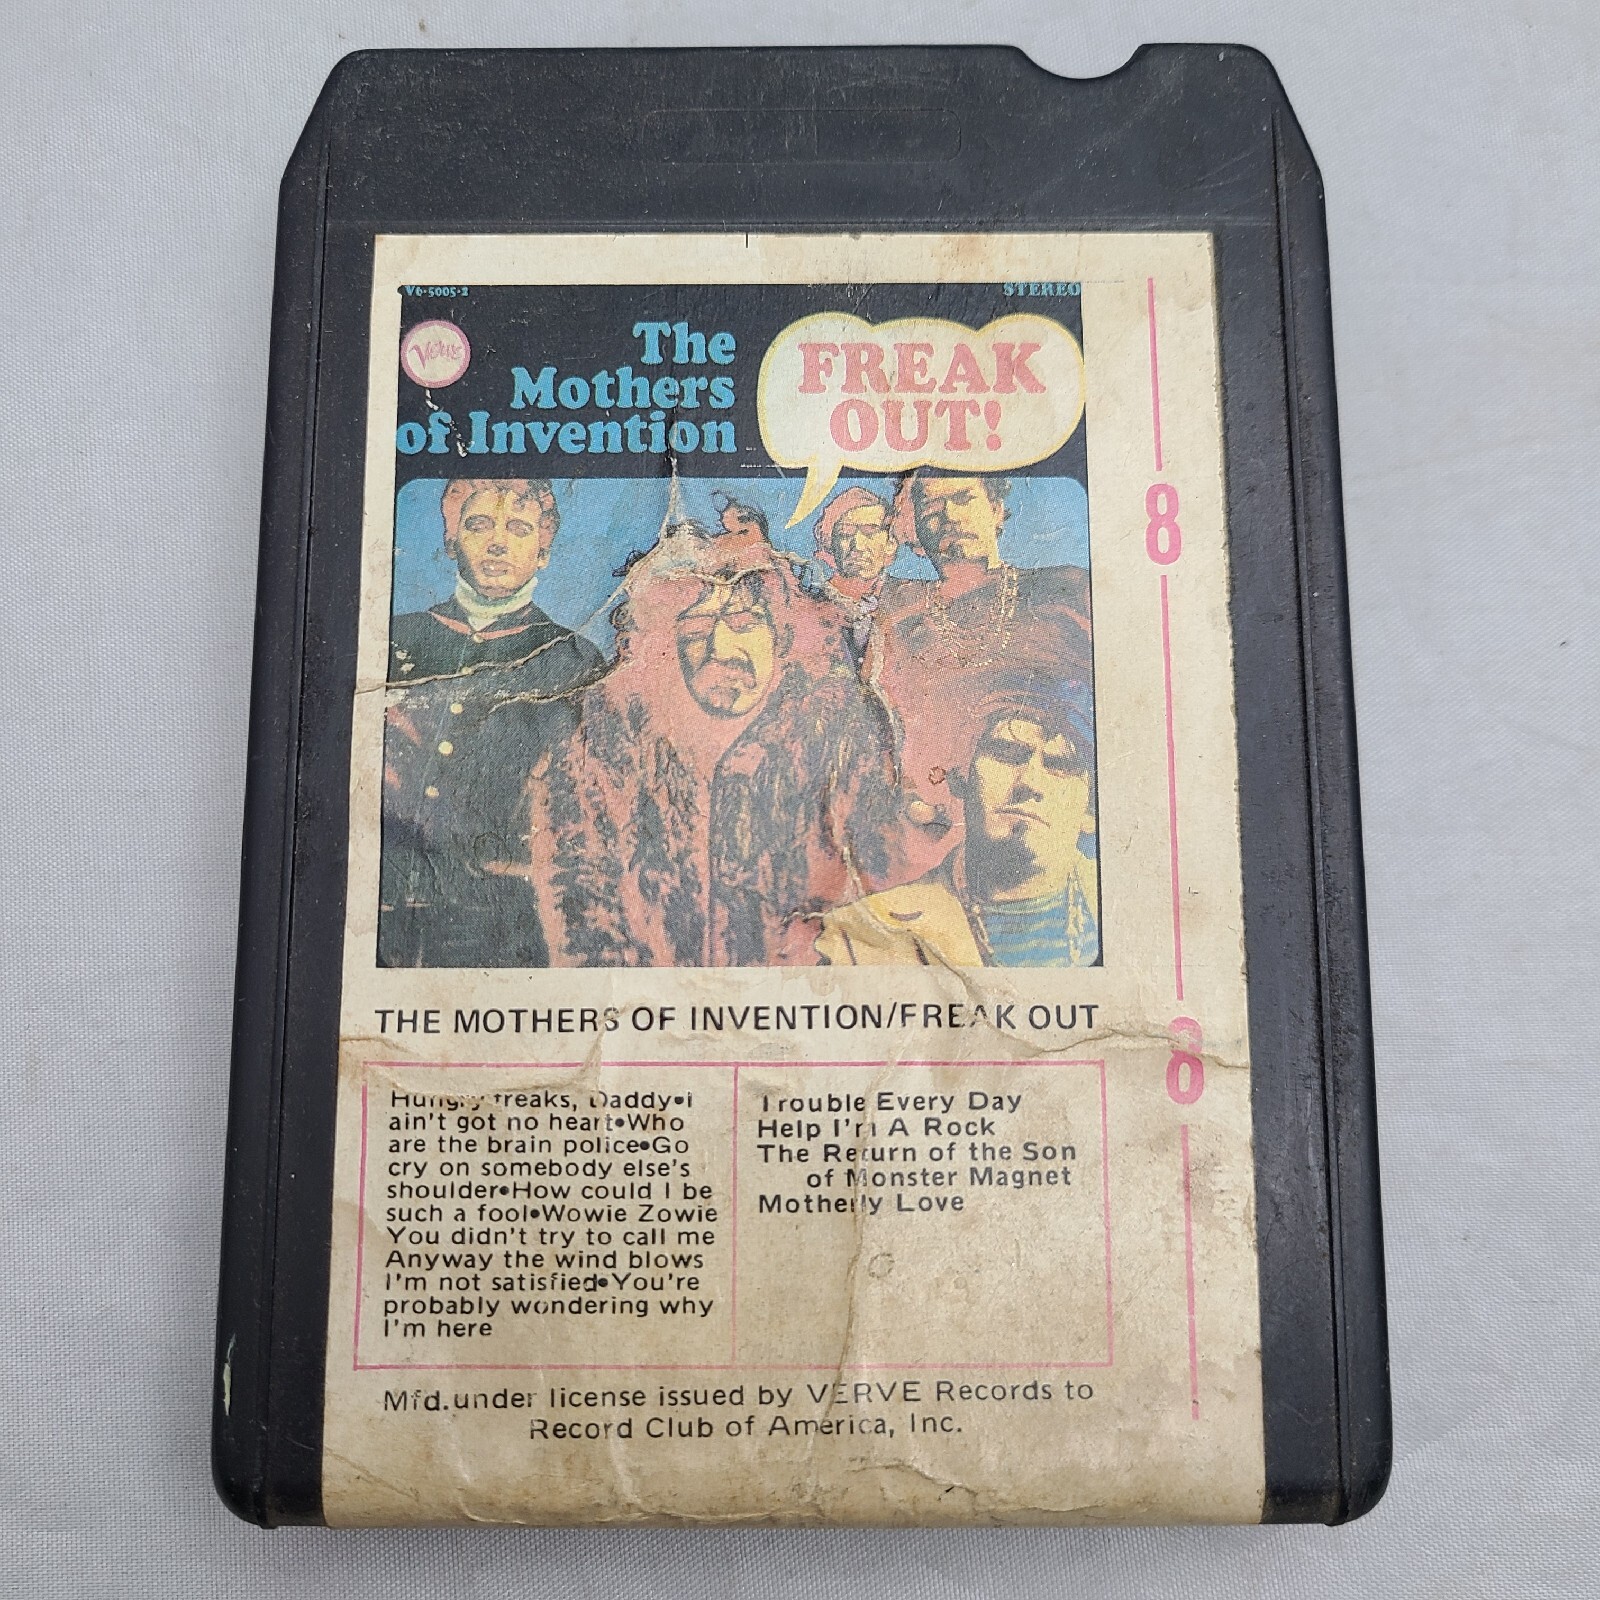 V6-5005-2
STEREO
Verve
The
Mothers
of Invention
FREAK
OUT!
8
8
THE MOTHERS OF INVENTION/FREAK OUT
Hungry freaks, Daddy•I
ain't got no heart•Who
are the brain police•Go
cry on somebody else's
shoulder•How could I be
such a fool•Wowie Zowie
You didn't try to call me
Anyway the wind blows
I'm not satisfied•You're
probably wondering why
I'm here
Trouble Every Day
Help I'm A Rock
The Return of the Son
of Monster Magnet
Motherly Love
Mfd.under license issued by VERVE Records to
Record Club of America, Inc.